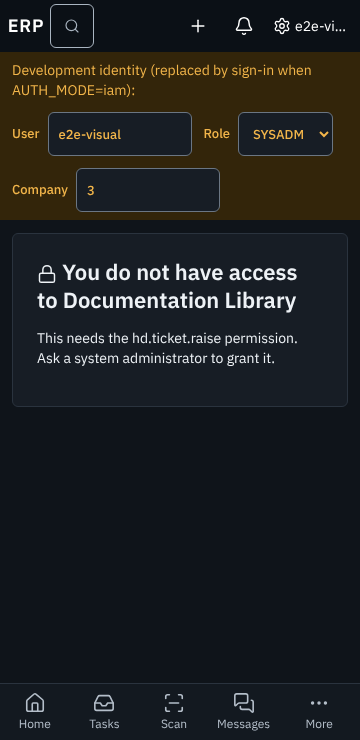 ERP
e2e-vi...
Development identity (replaced by sign-in when
AUTH_MODE=iam):
User e2e-visual Role SYSADM
Company 3
You do not have access
to Documentation Library
This needs the hd.ticket.raise permission.
Ask a system administrator to grant it.
Home Tasks Scan Messages More